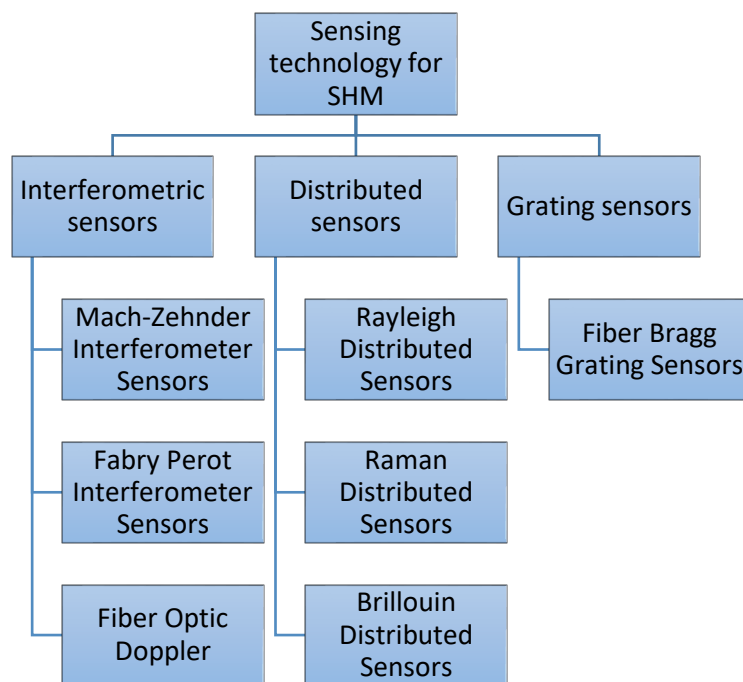 Sensing
technology for
SHM
Interferometric
sensors
Distributed
sensors
Grating sensors
Mach-Zehnder
Interferometer
Sensors
Rayleigh
Distributed
Sensors
Fiber Bragg
Grating Sensors
Fabry Perot
Interferometer
Sensors
Raman
Distributed
Sensors
Fiber Optic
Doppler
Brillouin
Distributed
Sensors